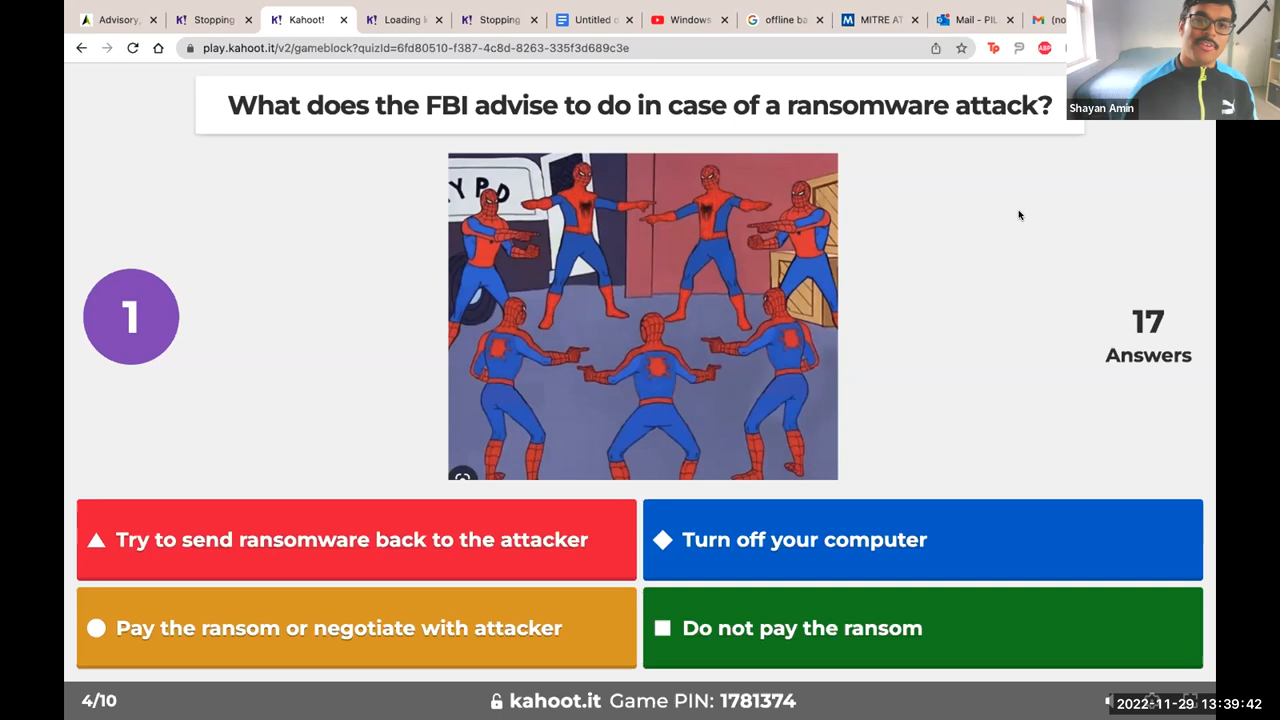 Advisory,
Stopping
Kahoot!
Loading
Stopping
Untitled d
Windows
offline ba
MITRE AT
Mail - PIL
(no
play.kahoot.it/v2/gameblock?quizId=6fd80510-f387-4c8d-8263-335f3d689c3e
Shayan Amin
What does the FBI advise to do in case of a ransomware attack?
YPD
1
17
Answers
Try to send ransomware back to the attacker
Turn off your computer
Pay the ransom or negotiate with attacker
Do not pay the ransom
4/10
kahoot.it Game PIN: 1781374
2022-11-29 13:39:42